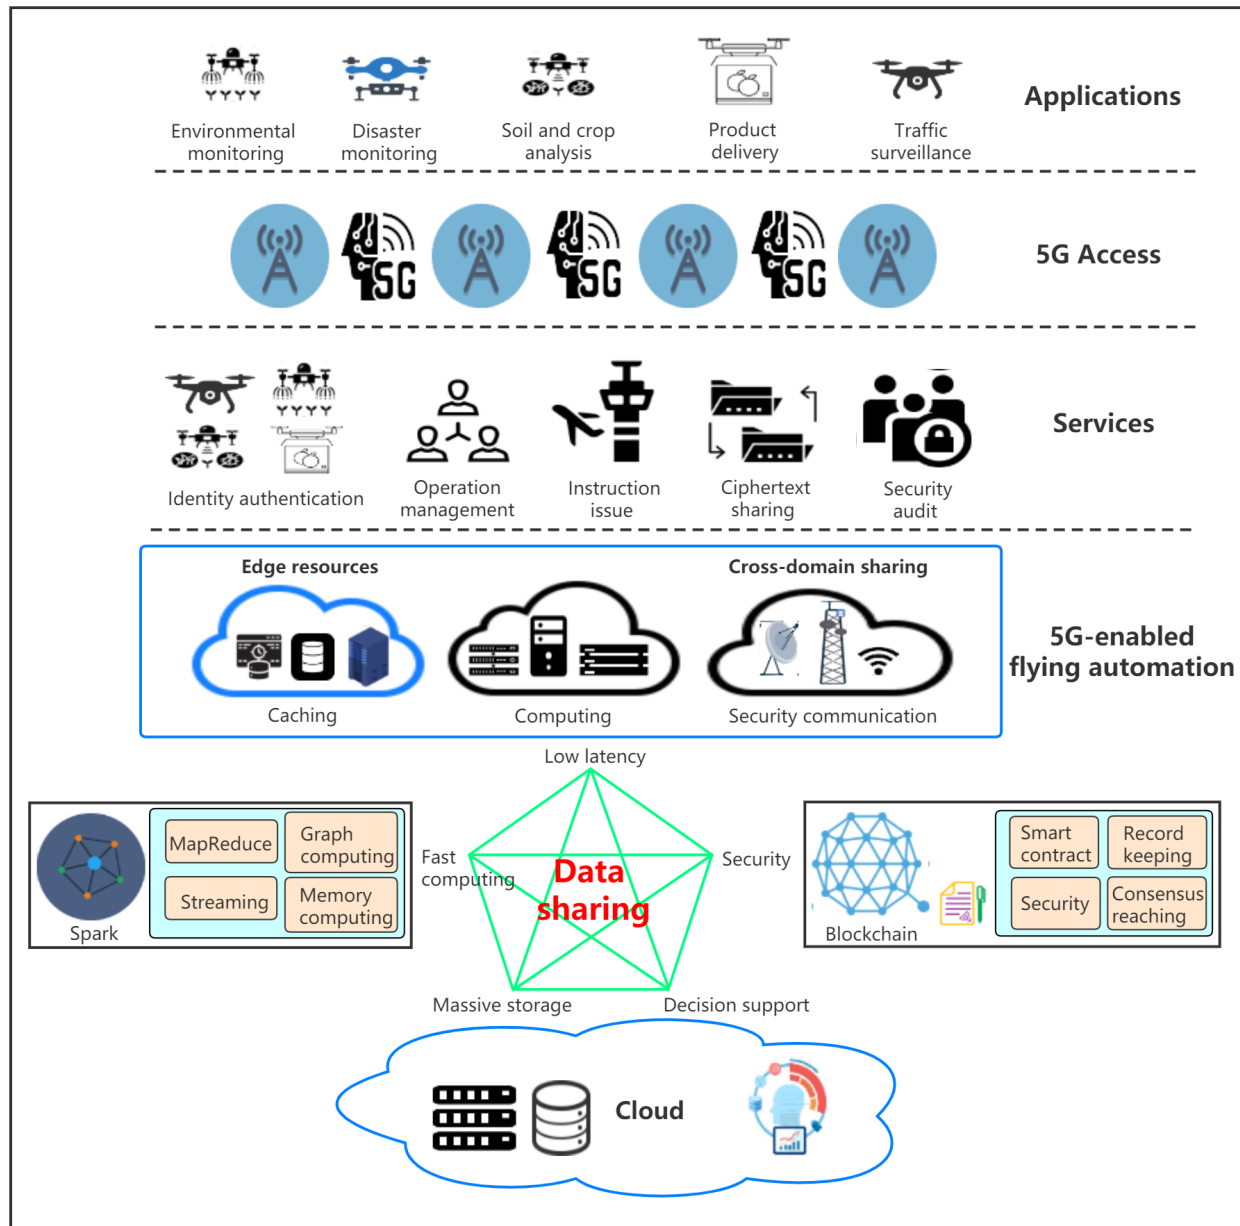 Environmental
monitoring
Disaster
monitoring
Soil and crop
analysis
Product
delivery
Traffic
surveillance
Applications
5G
5G
5G
5G Access
Identity authentication
Operation
management
Instruction
issue
Ciphertext
sharing
Security
audit
Services
Edge resources
Cross-domain sharing
Caching
Computing
Security communication
5G-enabled
flying automation
Low latency
Fast
computing
Security
Massive storage
Decision support
Data
sharing
MapReduce
Graph
computing
Streaming
Memory
computing
Spark
Smart
contract
Record
keeping
Security
Consensus
reaching
Blockchain
Cloud